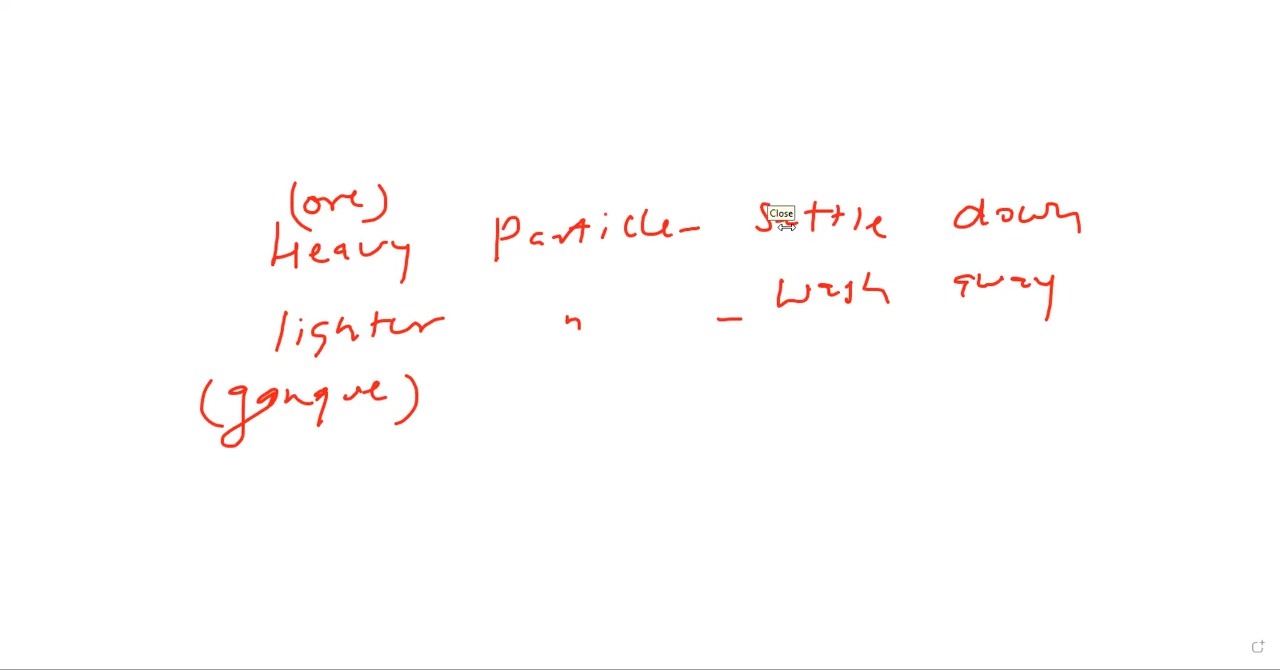 (ore)
Heavy Particle - Settle down
lighter " - wash away
(gangue)
Close